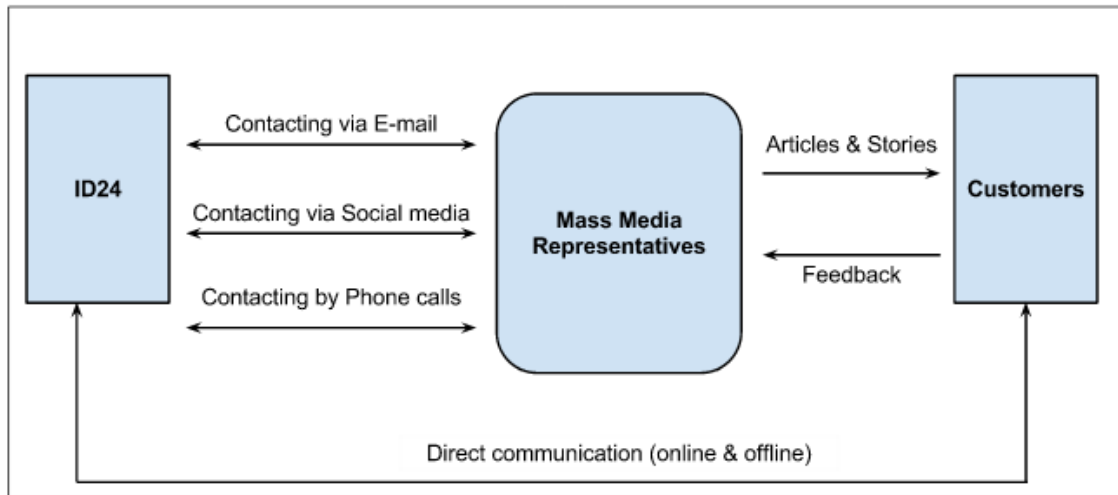 Contacting via E-mail
Articles & Stories
ID24
Customers
Contacting via Social media
Mass Media
Representatives
Feedback
Contacting by Phone calls
Direct communication (online & offline)